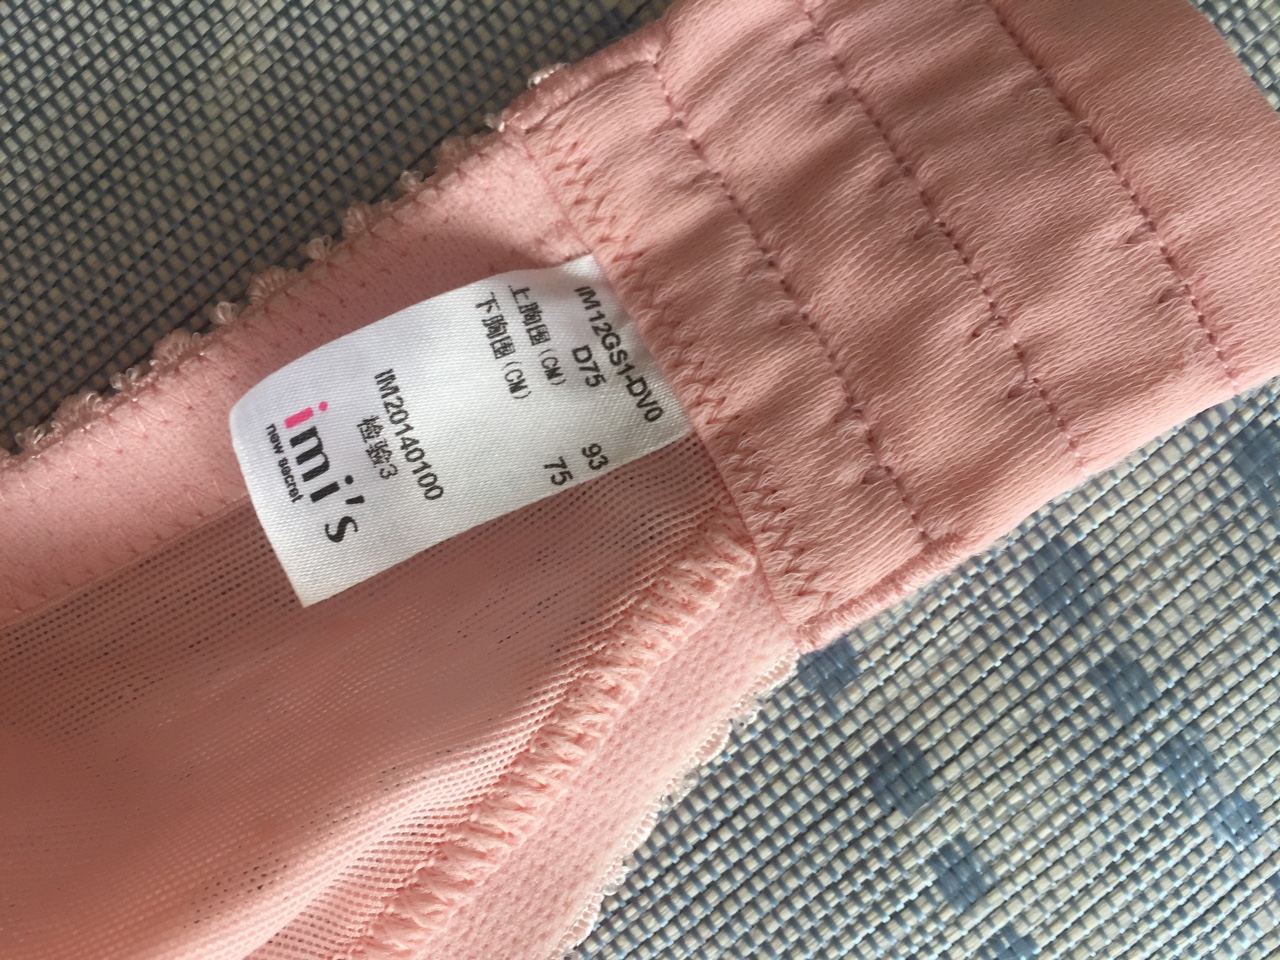 IM12GS1-DV0
D75
上胸围(CM) 93
下胸围(CM) 75
IM20140100
检验3
imi's
new secret